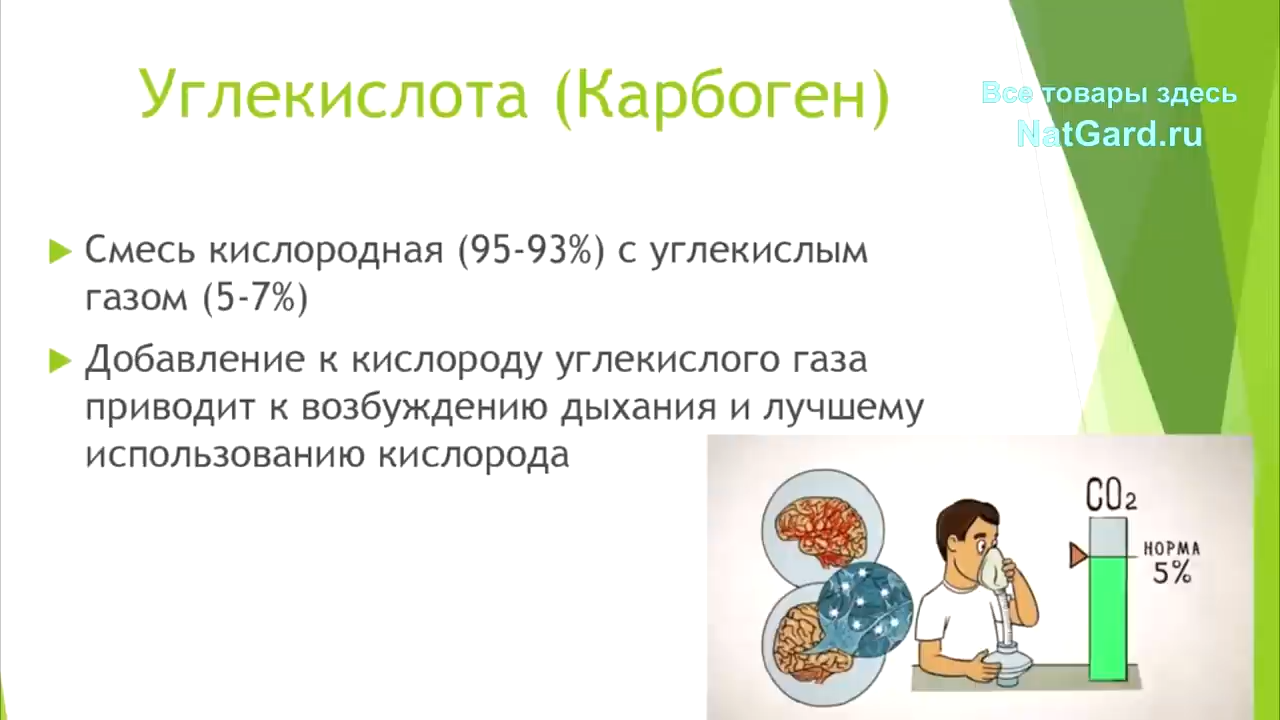 Углекислота (Карбоген)
Все товары здесь
NatGard.ru
Смесь кислородная (95-93%) с углекислым
газом (5-7%)
Добавление к кислороду углекислого газа
приводит к возбуждению дыхания и лучшему
использованию кислорода
CO2
НОРМА
5%